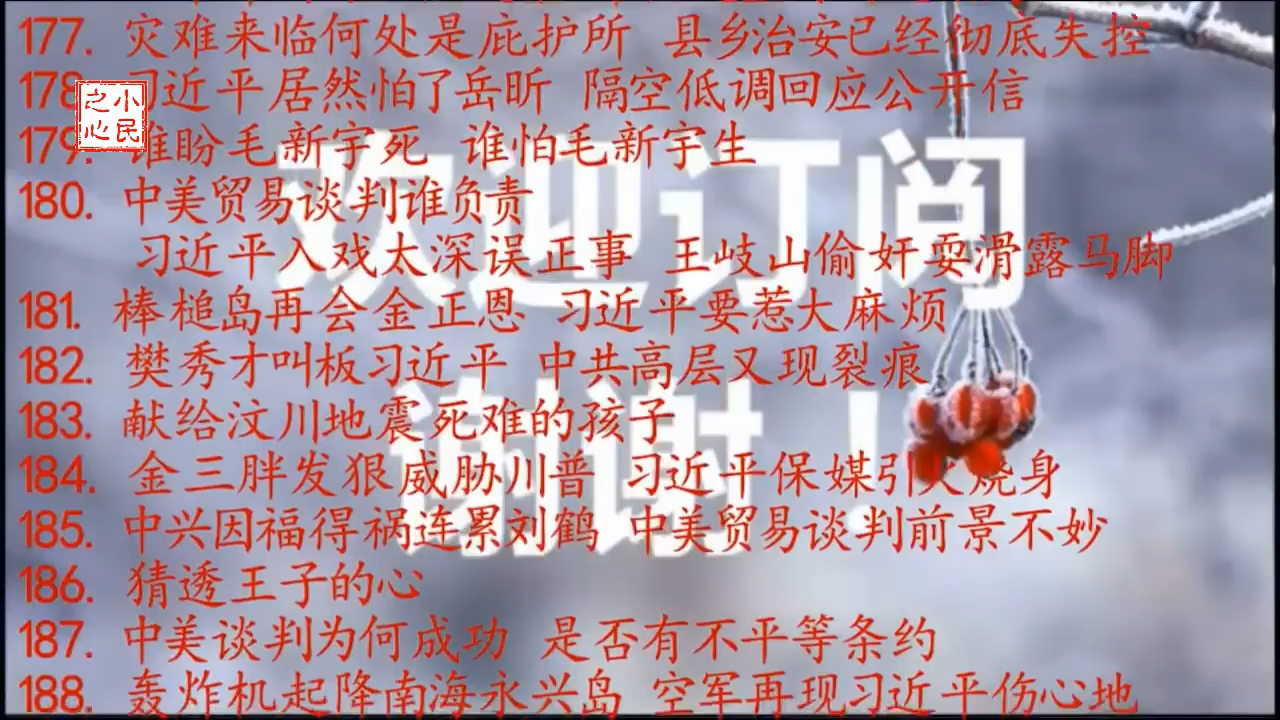 177. 灾难来临何处是庇护所 县乡治安已经彻底失控
178. 习近平居然怕了岳昕 隔空低调回应公开信
小民之心
179. 谁盼毛新宇死 谁怕毛新宇生
180. 中美贸易谈判谁负责
习近平入戏太深误正事 王岐山偷奸耍滑露马脚
181. 棒槌岛再会金正恩 习近平要惹大麻烦
182. 樊秀才叫板习近平 中共高层又现裂痕
183. 献给汶川地震死难的孩子
184. 金三胖发狠威胁川普 习近平保媒引火烧身
185. 中兴因福得祸连累刘鹤 中美贸易谈判前景不妙
186. 猜透王子的心
187. 中美谈判为何成功 是否有不平等条约
188. 轰炸机起降南海永兴岛 空军再现习近平伤心地
欢迎订阅
谢谢！